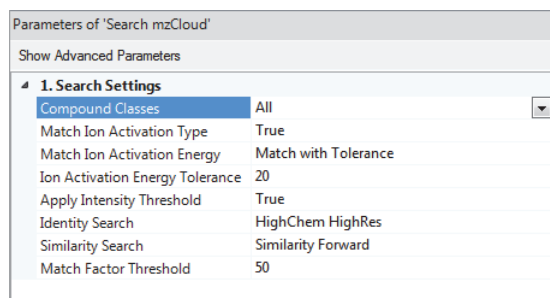 Parameters of 'Search mzCloud'
Show Advanced Parameters
1. Search Settings
Compound Classes All
Match Ion Activation Type True
Match Ion Activation Energy Match with Tolerance
Ion Activation Energy Tolerance 20
Apply Intensity Threshold True
Identity Search HighChem HighRes
Similarity Search Similarity Forward
Match Factor Threshold 50